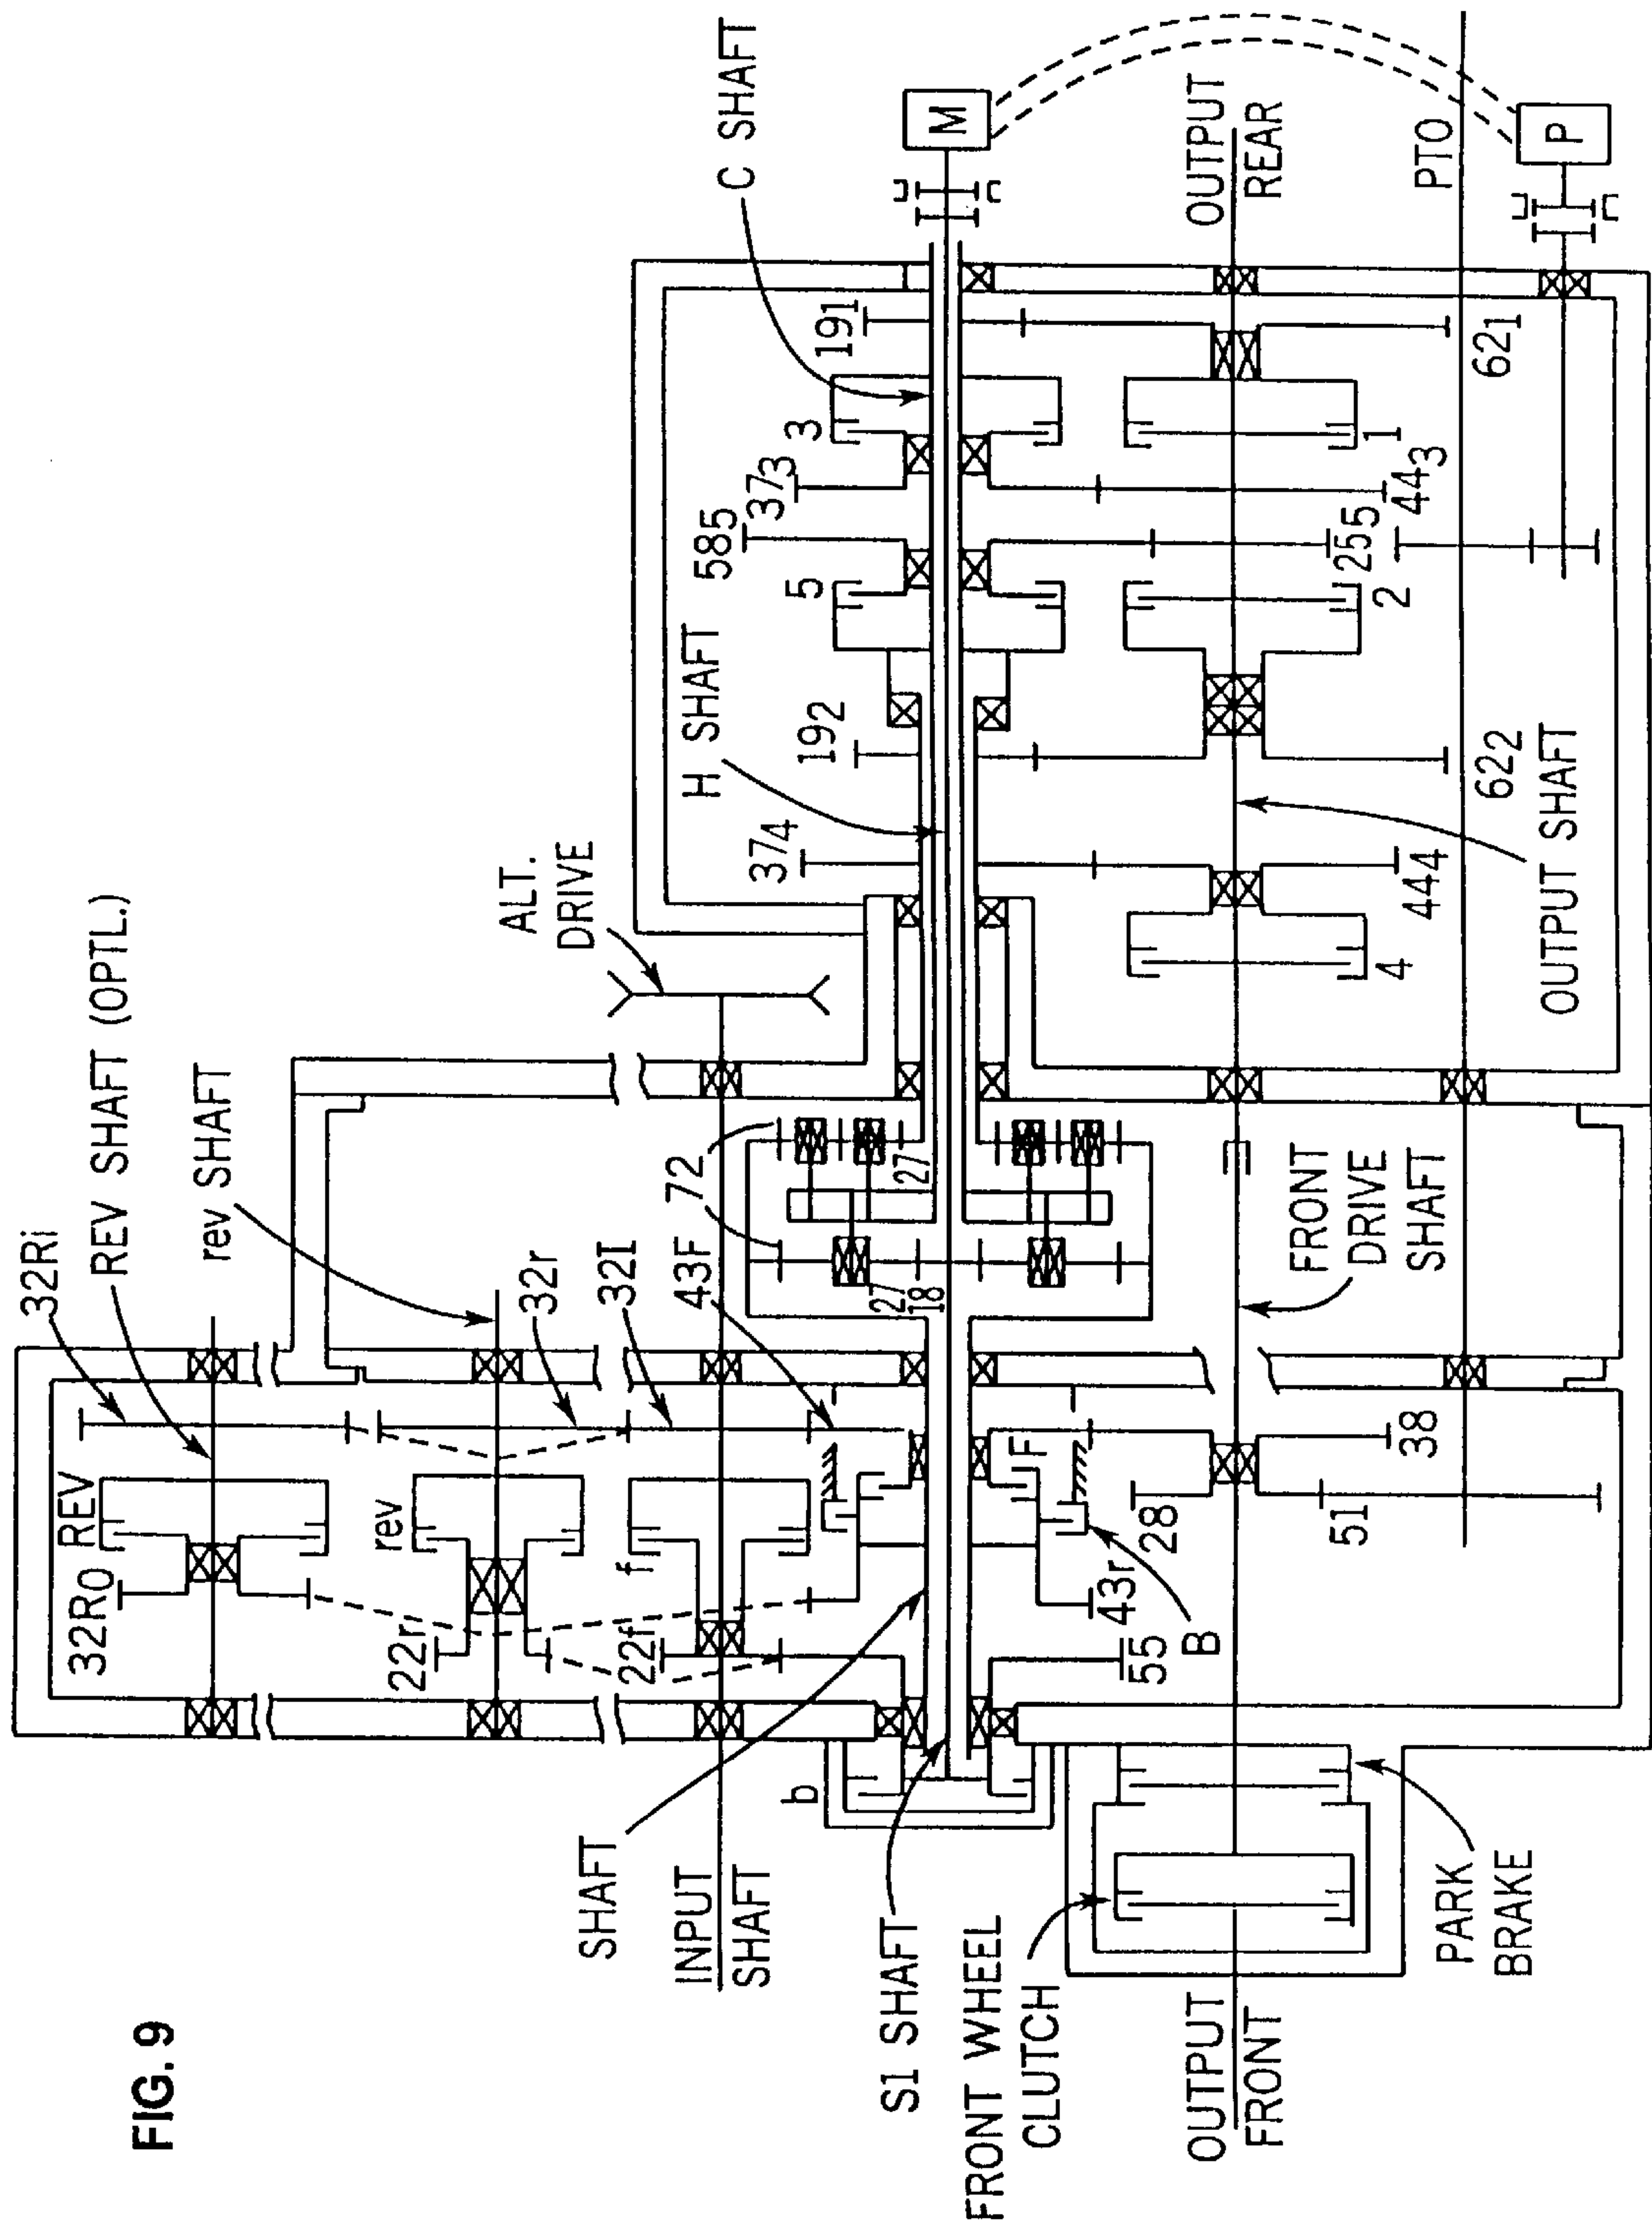 FIG. 9
32Ri
REV SHAFT (OPTL.)
rev SHAFT
32r
32I
43F
ALT.
DRIVE
H SHAFT
C SHAFT
REV
32RO
rev
22r
f
22f
72
27
27
18
374
192
5
585
373
3
191
M
b
SHAFT
INPUT
SHAFT
S1 SHAFT
FRONT WHEEL
CLUTCH
OUTPUT
FRONT
PARK
BRAKE
55
B
43r
F
28
51
38
FRONT
DRIVE
SHAFT
4
444
OUTPUT SHAFT
622
2
255
443
1
621
OUTPUT
REAR
PTO
P